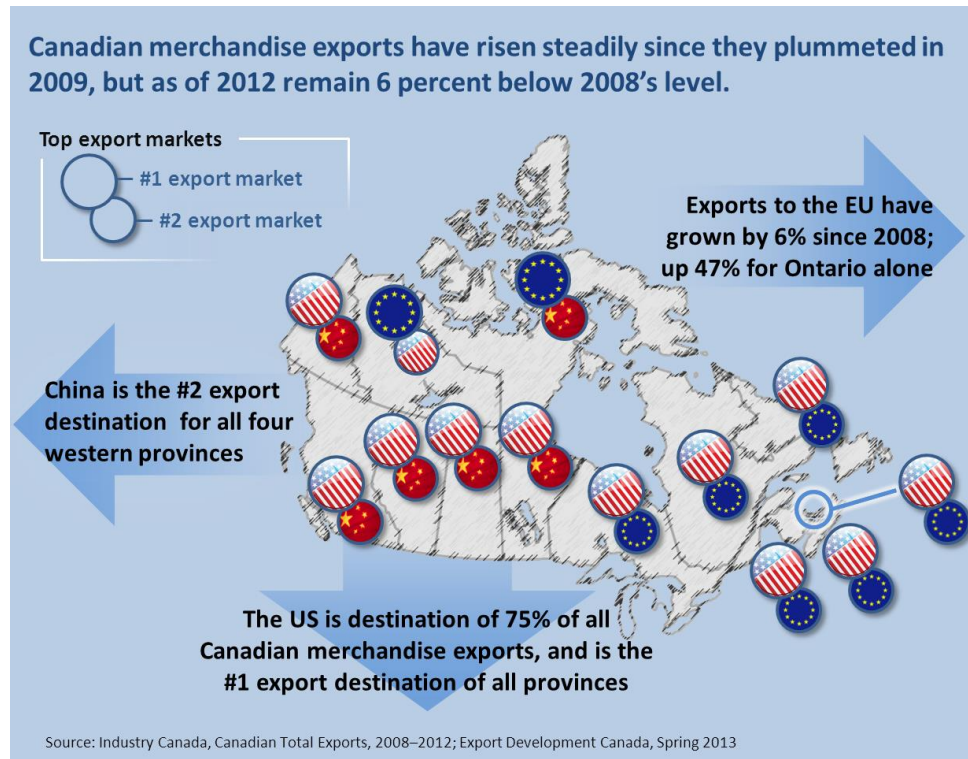 Canadian merchandise exports have risen steadily since they plummeted in
2009, but as of 2012 remain 6 percent below 2008’s level.
Top export markets
#1 export market
#2 export market
Exports to the EU have
grown by 6% since 2008;
up 47% for Ontario alone
China is the #2 export
destination for all four
western provinces
The US is destination of 75% of all
Canadian merchandise exports, and is the
#1 export destination of all provinces
Source: Industry Canada, Canadian Total Exports, 2008–2012; Export Development Canada, Spring 2013